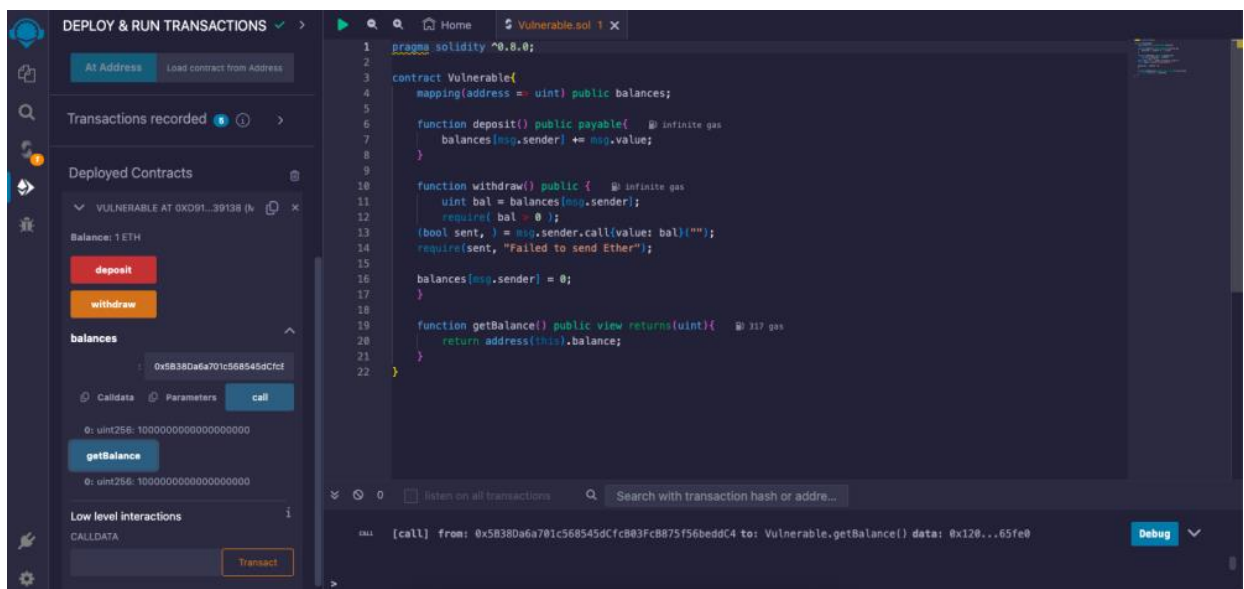 DEPLOY & RUN TRANSACTIONS
At Address
Load contract from Address
Transactions recorded 5 i
Deployed Contracts
VULNERABLE AT 0XD91...39138 (M
Balance: 1 ETH
deposit
withdraw
balances
: 0x5B38Da6a701c568545dCfcE
Calldata Parameters call
0: uint256: 1000000000000000000
getBalance
0: uint256: 1000000000000000000
Low level interactions i
CALLDATA
Transact
Home Vulnerable.sol 1
1 pragma solidity ^0.8.0;
2
3 contract Vulnerable{
4 mapping(address => uint) public balances;
5
6 function deposit() public payable{ infinite gas
7 balances[msg.sender] += msg.value;
8 }
9
10 function withdraw() public { infinite gas
11 uint bal = balances[msg.sender];
12 require( bal > 0 );
13 (bool sent, ) = msg.sender.call{value: bal}("");
14 require(sent, "Failed to send Ether");
15
16 balances[msg.sender] = 0;
17 }
18
19 function getBalance() public view returns(uint){ 317 gas
20 return address(this).balance;
21 }
22 }
0 listen on all transactions Search with transaction hash or addre...
CALL [call] from: 0x5B38Da6a701c568545dCfcB03FcB875f56beddC4 to: Vulnerable.getBalance() data: 0x120...65fe0 Debug
>